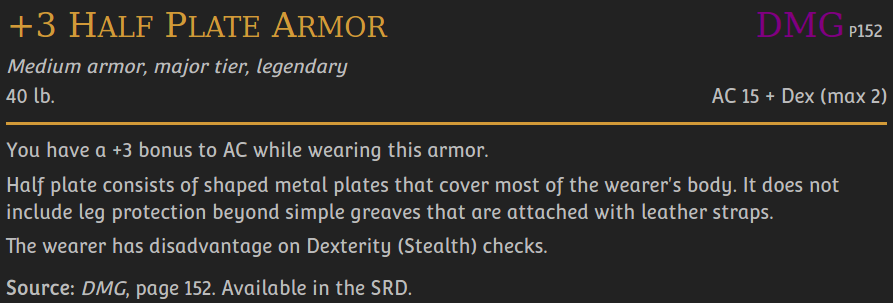 +3 Half Plate Armor DMG P152
Medium armor, major tier, legendary
40 lb. AC 15 + Dex (max 2)
You have a +3 bonus to AC while wearing this armor.
Half plate consists of shaped metal plates that cover most of the wearer's body. It does not
include leg protection beyond simple greaves that are attached with leather straps.
The wearer has disadvantage on Dexterity (Stealth) checks.
Source: DMG, page 152. Available in the SRD.